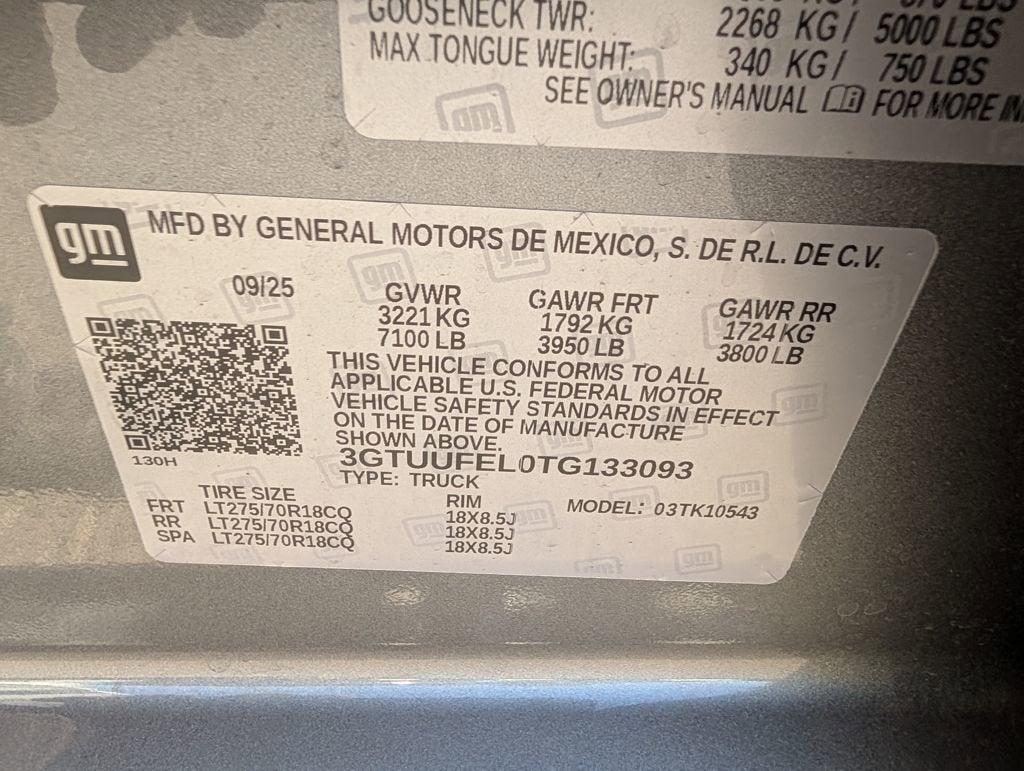 GOOSENECK TWR: 2268 KG / 5000 LBS
MAX TONGUE WEIGHT: 340 KG / 750 LBS
SEE OWNER'S MANUAL FOR MORE
gm
MFD BY GENERAL MOTORS DE MEXICO, S. DE R.L. DE C.V.
09/25 GVWR GAWR FRT GAWR RR
3221 KG 1792 KG 1724 KG
7100 LB 3950 LB 3800 LB
THIS VEHICLE CONFORMS TO ALL
APPLICABLE U.S. FEDERAL MOTOR
VEHICLE SAFETY STANDARDS IN EFFECT
ON THE DATE OF MANUFACTURE
SHOWN ABOVE.
130H
3GTUUFEL0TG133093
TYPE: TRUCK
TIRE SIZE RIM MODEL: 03TK10543
FRT LT275/70R18CQ 18X8.5J
RR LT275/70R18CQ 18X8.5J
SPA LT275/70R18CQ 18X8.5J